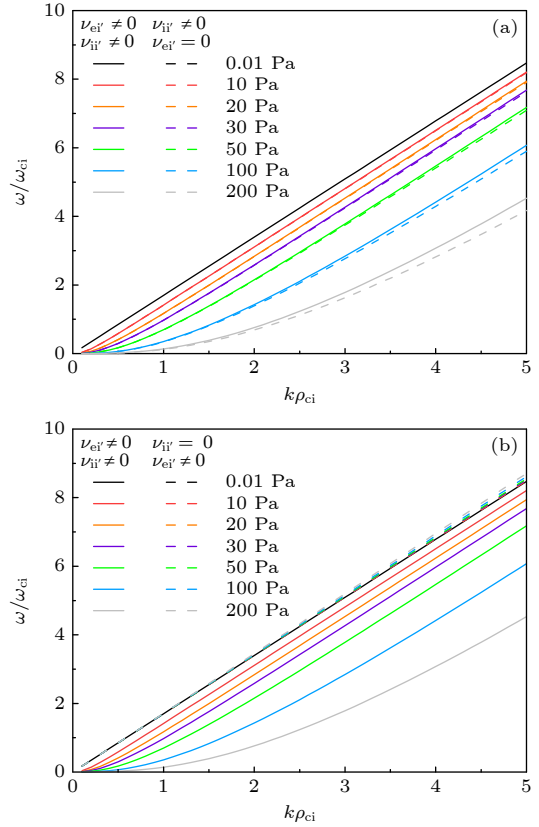 ν_ei′ ≠ 0 ν_ii′ ≠ 0
ν_ii′ ≠ 0 ν_ei′ = 0
(a)
0.01 Pa
10 Pa
20 Pa
30 Pa
50 Pa
100 Pa
200 Pa
10
8
6
4
2
0
ω/ω_ci
0 1 2 3 4 5
kρ_ci
ν_ei′ ≠ 0 ν_ii′ = 0
ν_ii′ ≠ 0 ν_ei′ ≠ 0
(b)
0.01 Pa
10 Pa
20 Pa
30 Pa
50 Pa
100 Pa
200 Pa
10
8
6
4
2
0
ω/ω_ci
0 1 2 3 4 5
kρ_ci